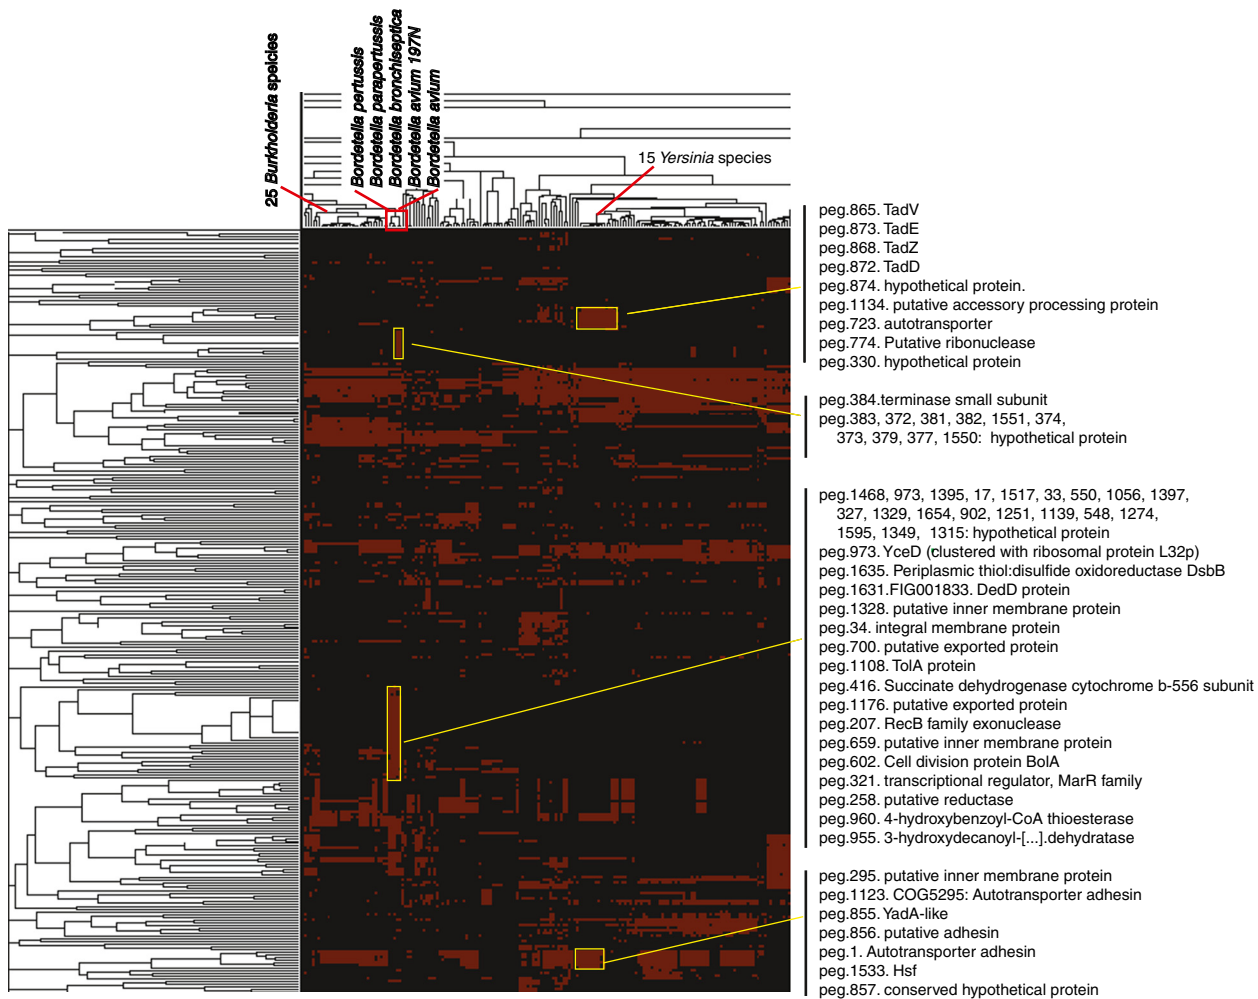 25 Burkholderia speicies
Bordetella pertussis
Bordetella parapertussis
Bordetella bronchiseptica
Bordetella avium 197N
Bordetella avium
15 Yersinia species
peg.865. TadV
peg.873. TadE
peg.868. TadZ
peg.872. TadD
peg.874. hypothetical protein.
peg.1134. putative accessory processing protein
peg.723. autotransporter
peg.774. Putative ribonuclease
peg.330. hypothetical protein
peg.384.terminase small subunit
peg.383, 372, 381, 382, 1551, 374,
373, 379, 377, 1550: hypothetical protein
peg.1468, 973, 1395, 17, 1517, 33, 550, 1056, 1397,
327, 1329, 1654, 902, 1251, 1139, 548, 1274,
1595, 1349, 1315: hypothetical protein
peg.973.YceD (clustered with ribosomal protein L32p)
peg.1635. Periplasmic thiol:disulfide oxidoreductase DsbB
peg.1631.FIG001833. DedD protein
peg.1328. putative inner membrane protein
peg.34. integral membrane protein
peg.700. putative exported protein
peg.1108. TolA protein
peg.416. Succinate dehydrogenase cytochrome b-556 subunit
peg.1176. putative exported protein
peg.207. RecB family exonuclease
peg.659. putative inner membrane protein
peg.602. Cell division protein BolA
peg.321. transcriptional regulator, MarR family
peg.258. putative reductase
peg.960. 4-hydroxybenzoyl-CoA thioesterase
peg.955. 3-hydroxydecanoyl-[...].dehydratase
peg.295. putative inner membrane protein
peg.1123. COG5295: Autotransporter adhesin
peg.855. YadA-like
peg.856. putative adhesin
peg.1. Autotransporter adhesin
peg.1533. Hsf
peg.857. conserved hypothetical protein